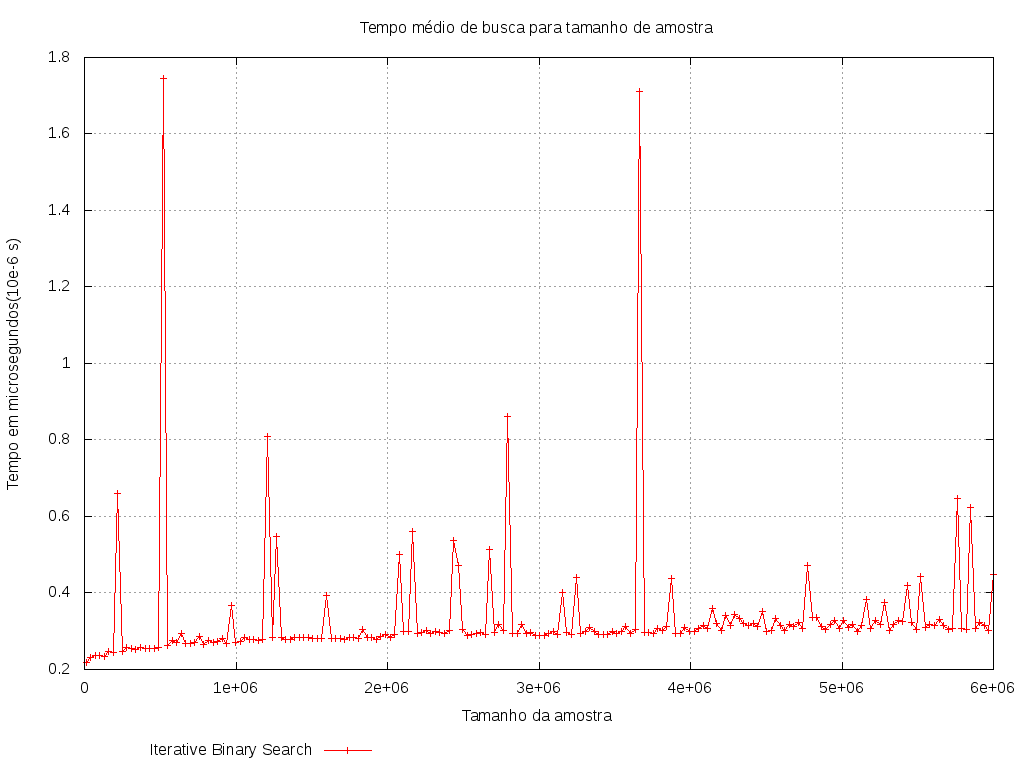 Tempo médio de busca para tamanho de amostra
1.8
1.6
1.4
1.2
1
0.8
0.6
0.4
0.2
Tempo em microsegundos(10e-6 s)
0 1e+06 2e+06 3e+06 4e+06 5e+06 6e+06
Tamanho da amostra
Iterative Binary Search